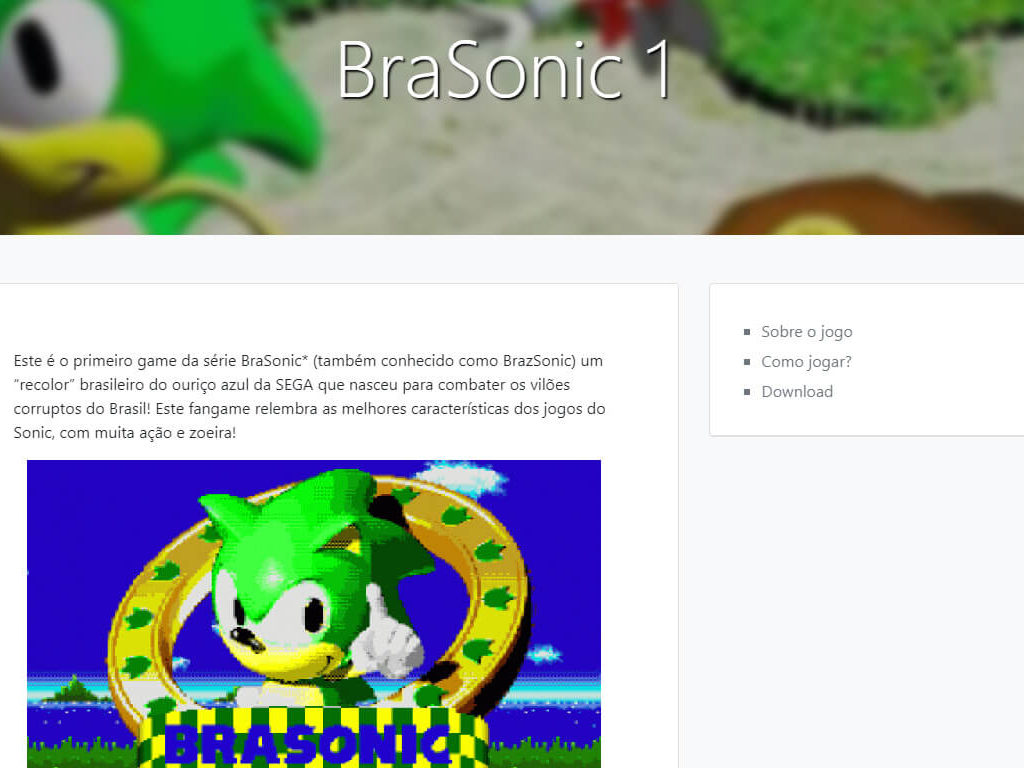 BraSonic 1
Este é o primeiro game da série BraSonic* (também conhecido como BrazSonic) um
“recolor” brasileiro do ouriço azul da SEGA que nasceu para combater os vilões
corruptos do Brasil! Este fangame relembra as melhores características dos jogos do
Sonic, com muita ação e zoeira!
BRASONIC
Sobre o jogo
Como jogar?
Download